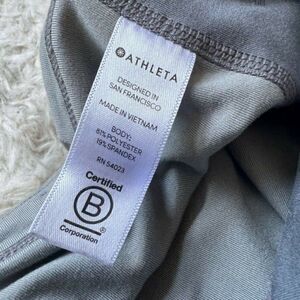 ATHLETA
DESIGNED IN
SAN FRANCISCO
MADE IN VIETNAM
BODY:
81% POLYESTER
19% SPANDEX
RN 54023
Certified
B
Corporation